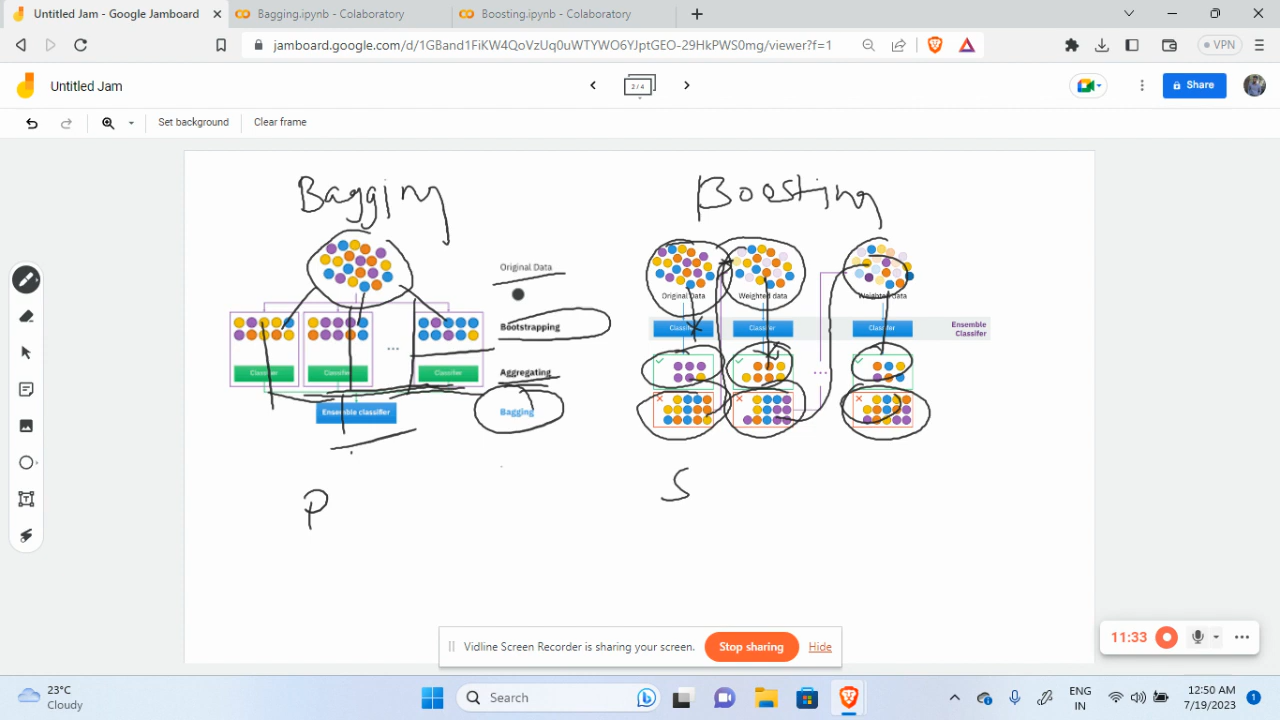 Untitled Jam - Google Jamboard
Bagging.ipynb - Colaboratory
Boosting.ipynb - Colaboratory
jamboard.google.com/d/1GBand1FiKW4QoVzUq0uWTYWO6YJptGEO-29HkPWS0mg/viewer?f=1
VPN
Untitled Jam
2 / 4
Share
Set background
Clear frame
Bagging
Boosting
Original Data
Bootstrapping
Aggregating
Bagging
Classifier
Classifier
Classifier
Ensemble classifier
Original Data
Weighted data
Weighted data
Classifier
Classifer
Classifer
Ensemble
Classifer
P
S
Vidline Screen Recorder is sharing your screen.
Stop sharing
Hide
11:33
23°C
Cloudy
Search
ENG
IN
12:50 AM
7/19/2023
1